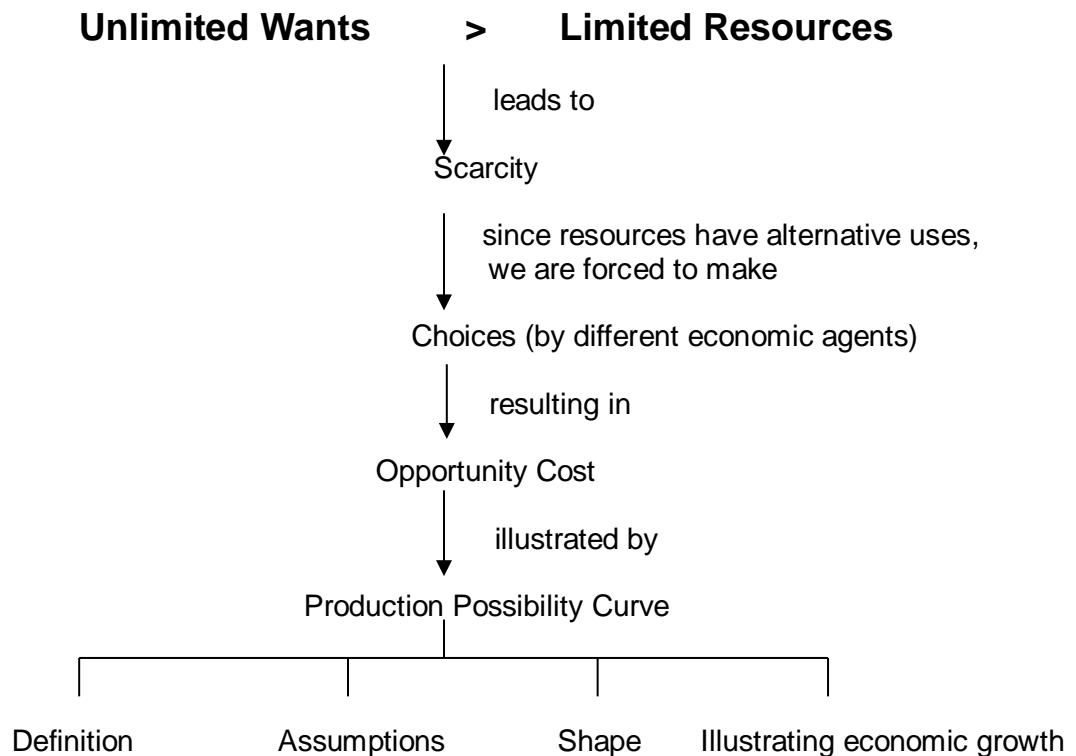 Unlimited Wants > Limited Resources
leads to
Scarcity
since resources have alternative uses,
we are forced to make
Choices (by different economic agents)
resulting in
Opportunity Cost
illustrated by
Production Possibility Curve
Definition Assumptions Shape Illustrating economic growth